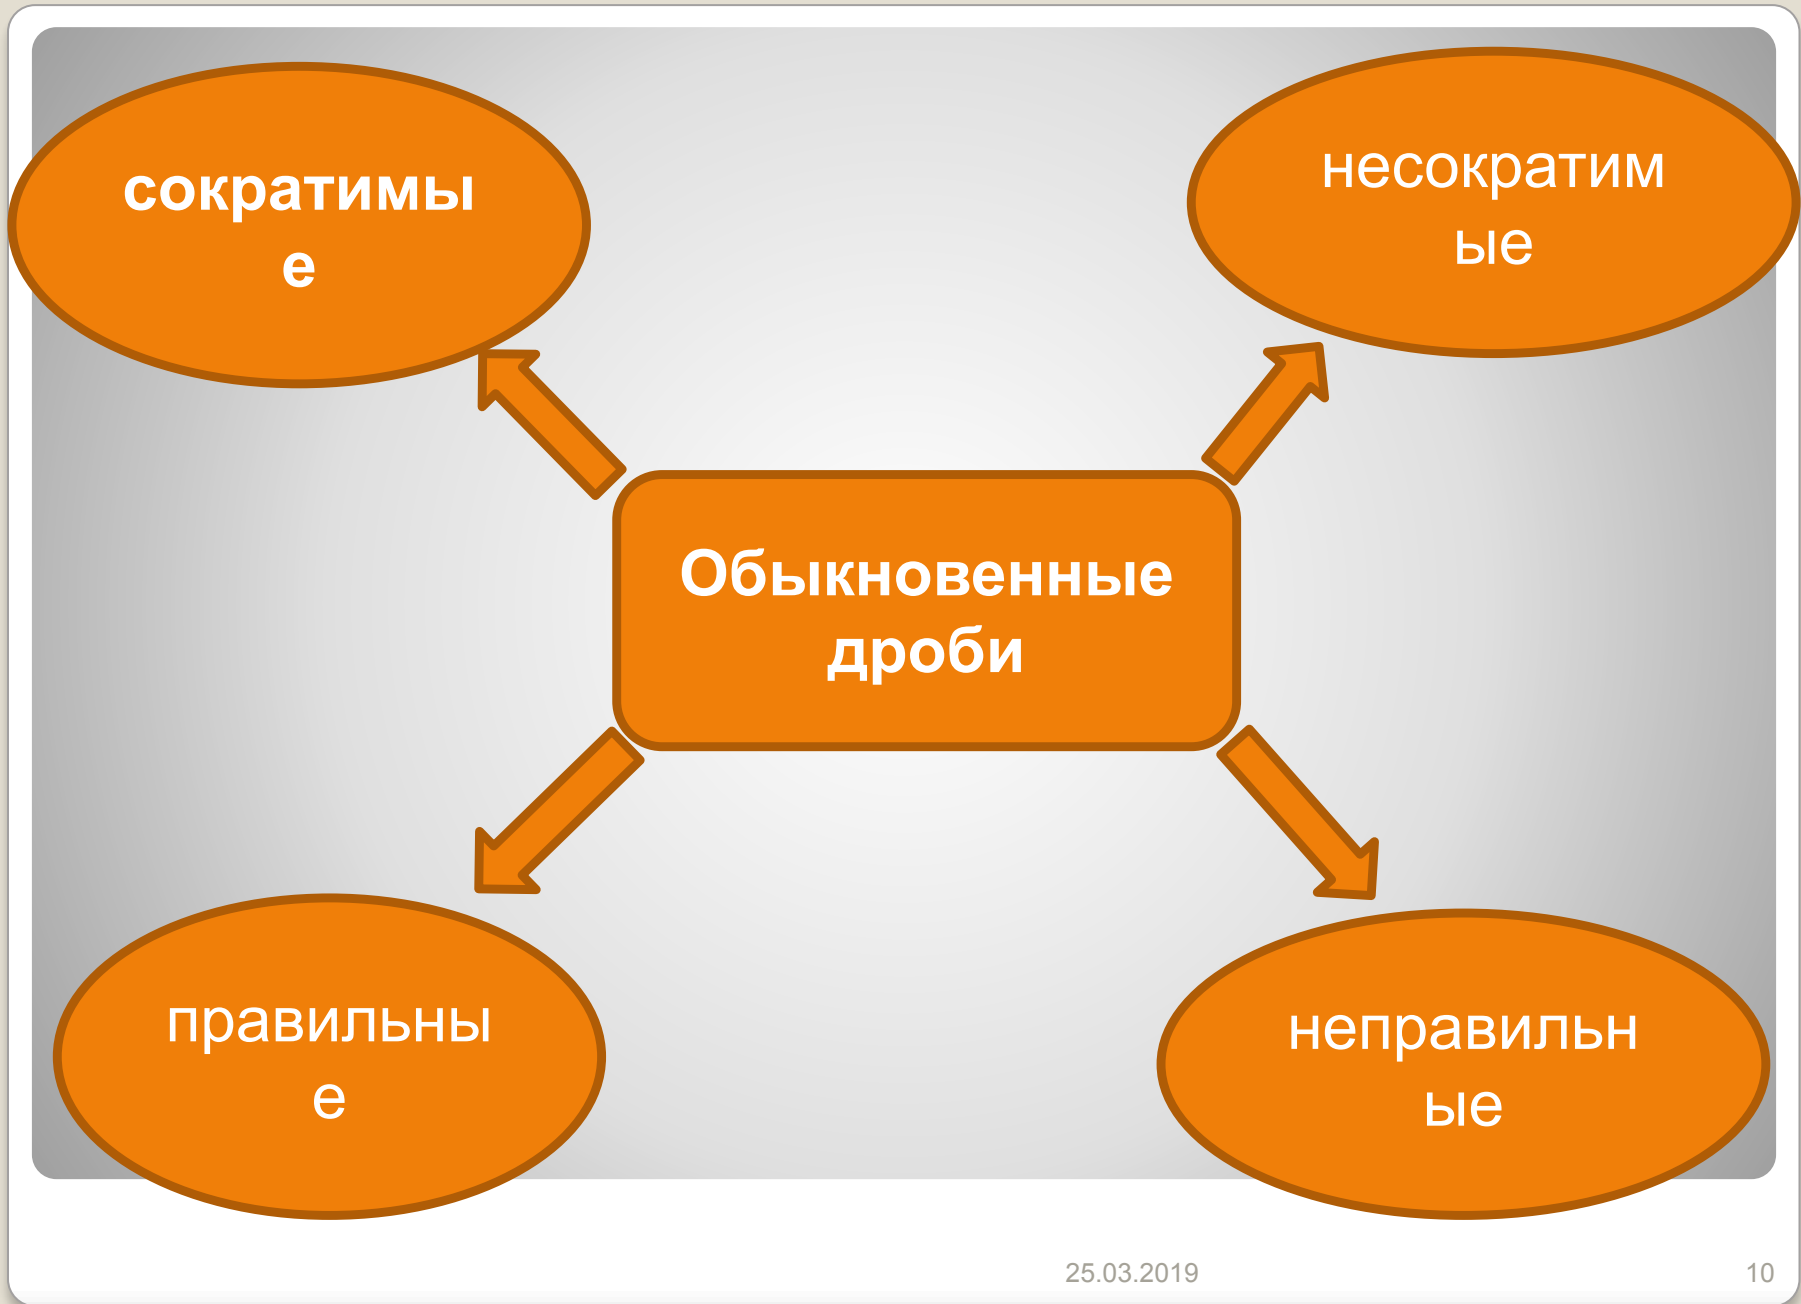 сократимы
е
несократим
ые
Обыкновенные
дроби
правильны
е
неправильн
ые
25.03.2019
10